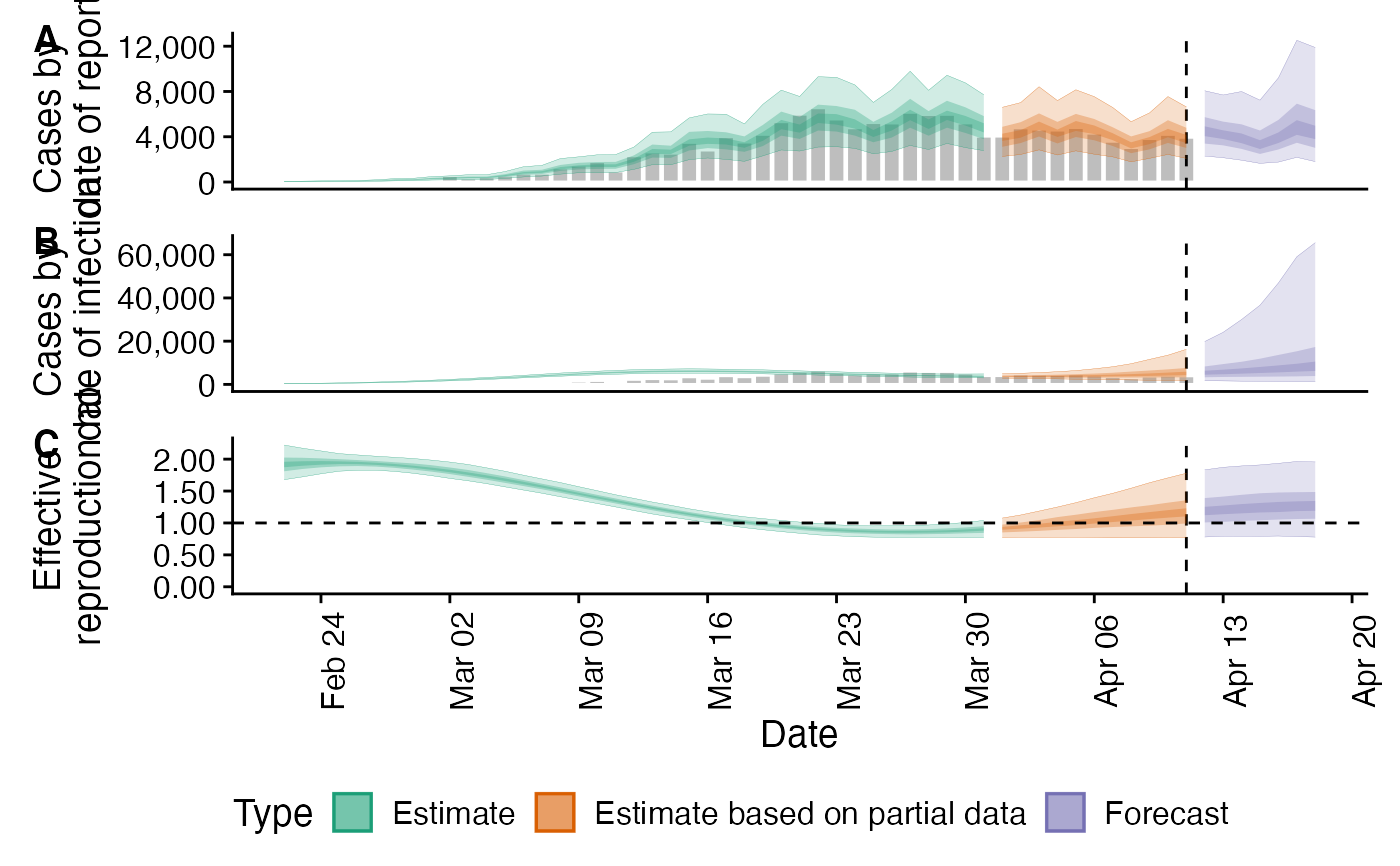 A
Cases by
date of report
12,000
8,000
4,000
0
B
Cases by
date of infection
60,000
40,000
20,000
0
C
Effective
reproduction no.
2.00
1.50
1.00
0.50
0.00
Feb 24
Mar 02
Mar 09
Mar 16
Mar 23
Mar 30
Apr 06
Apr 13
Apr 20
Date
Type
Estimate
Estimate based on partial data
Forecast